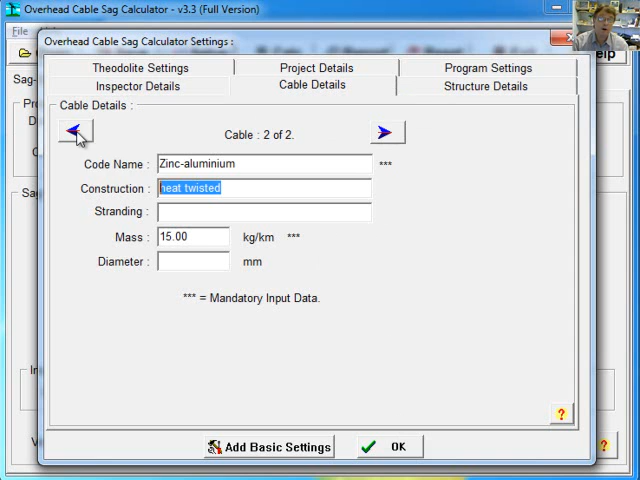 Overhead Cable Sag Calculator - v3.3 (Full Version)
File
Overhead Cable Sag Calculator Settings :
Theodolite Settings
Project Details
Program Settings
Inspector Details
Cable Details
Structure Details
Cable Details :
Cable : 2 of 2.
Code Name : Zinc-aluminium ***
Construction : heat twisted
Stranding :
Mass : 15.00 kg/km ***
Diameter : mm
*** = Mandatory Input Data.
?
Add Basic Settings
OK
?